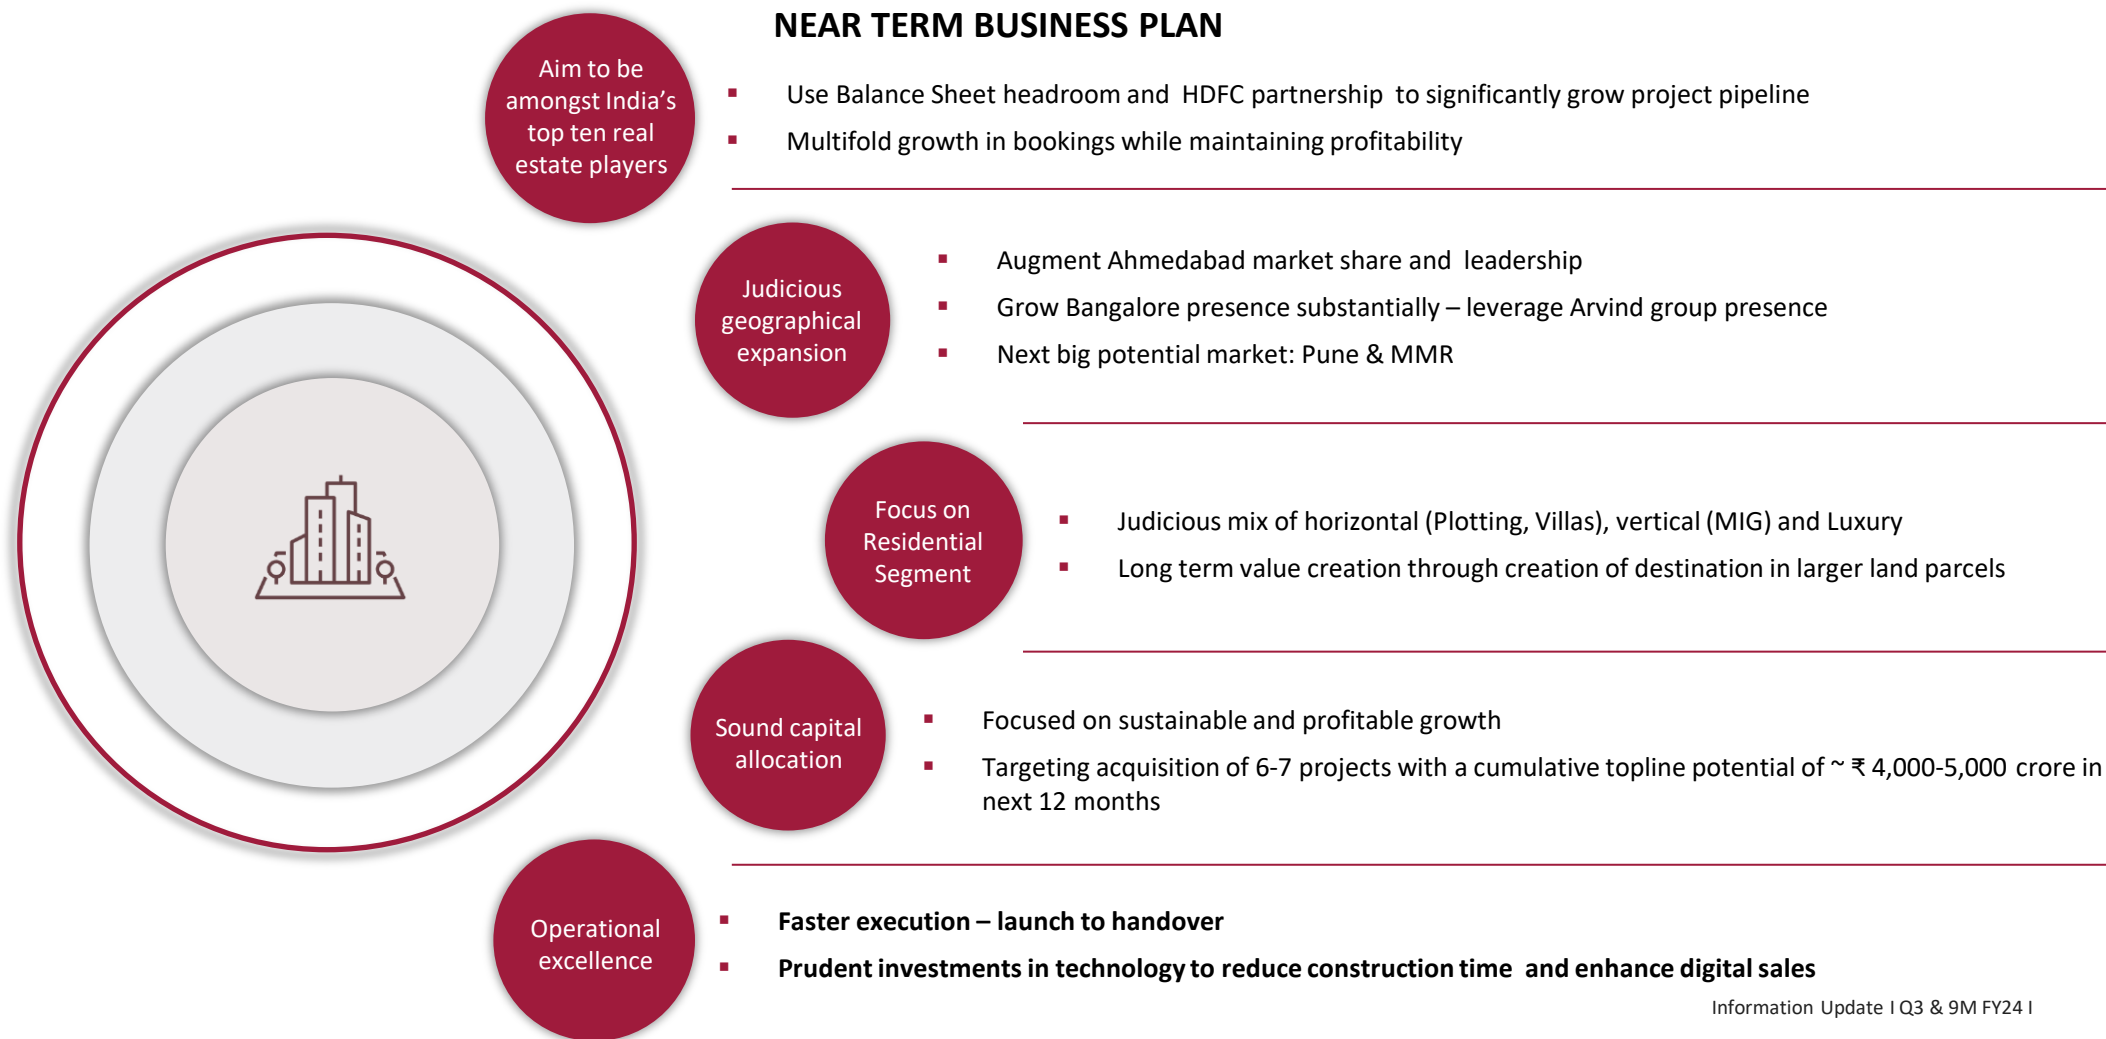 NEAR TERM BUSINESS PLAN
Aim to be
amongst India’s
top ten real
estate players
▪ Use Balance Sheet headroom and HDFC partnership to significantly grow project pipeline
▪ Multifold growth in bookings while maintaining profitability
Judicious
geographical
expansion
▪ Augment Ahmedabad market share and leadership
▪ Grow Bangalore presence substantially – leverage Arvind group presence
▪ Next big potential market: Pune & MMR
Focus on
Residential
Segment
▪ Judicious mix of horizontal (Plotting, Villas), vertical (MIG) and Luxury
▪ Long term value creation through creation of destination in larger land parcels
Sound capital
allocation
▪ Focused on sustainable and profitable growth
▪ Targeting acquisition of 6-7 projects with a cumulative topline potential of ~ ₹ 4,000-5,000 crore in
next 12 months
Operational
excellence
▪ Faster execution – launch to handover
▪ Prudent investments in technology to reduce construction time and enhance digital sales
Information Update I Q3 & 9M FY24 I